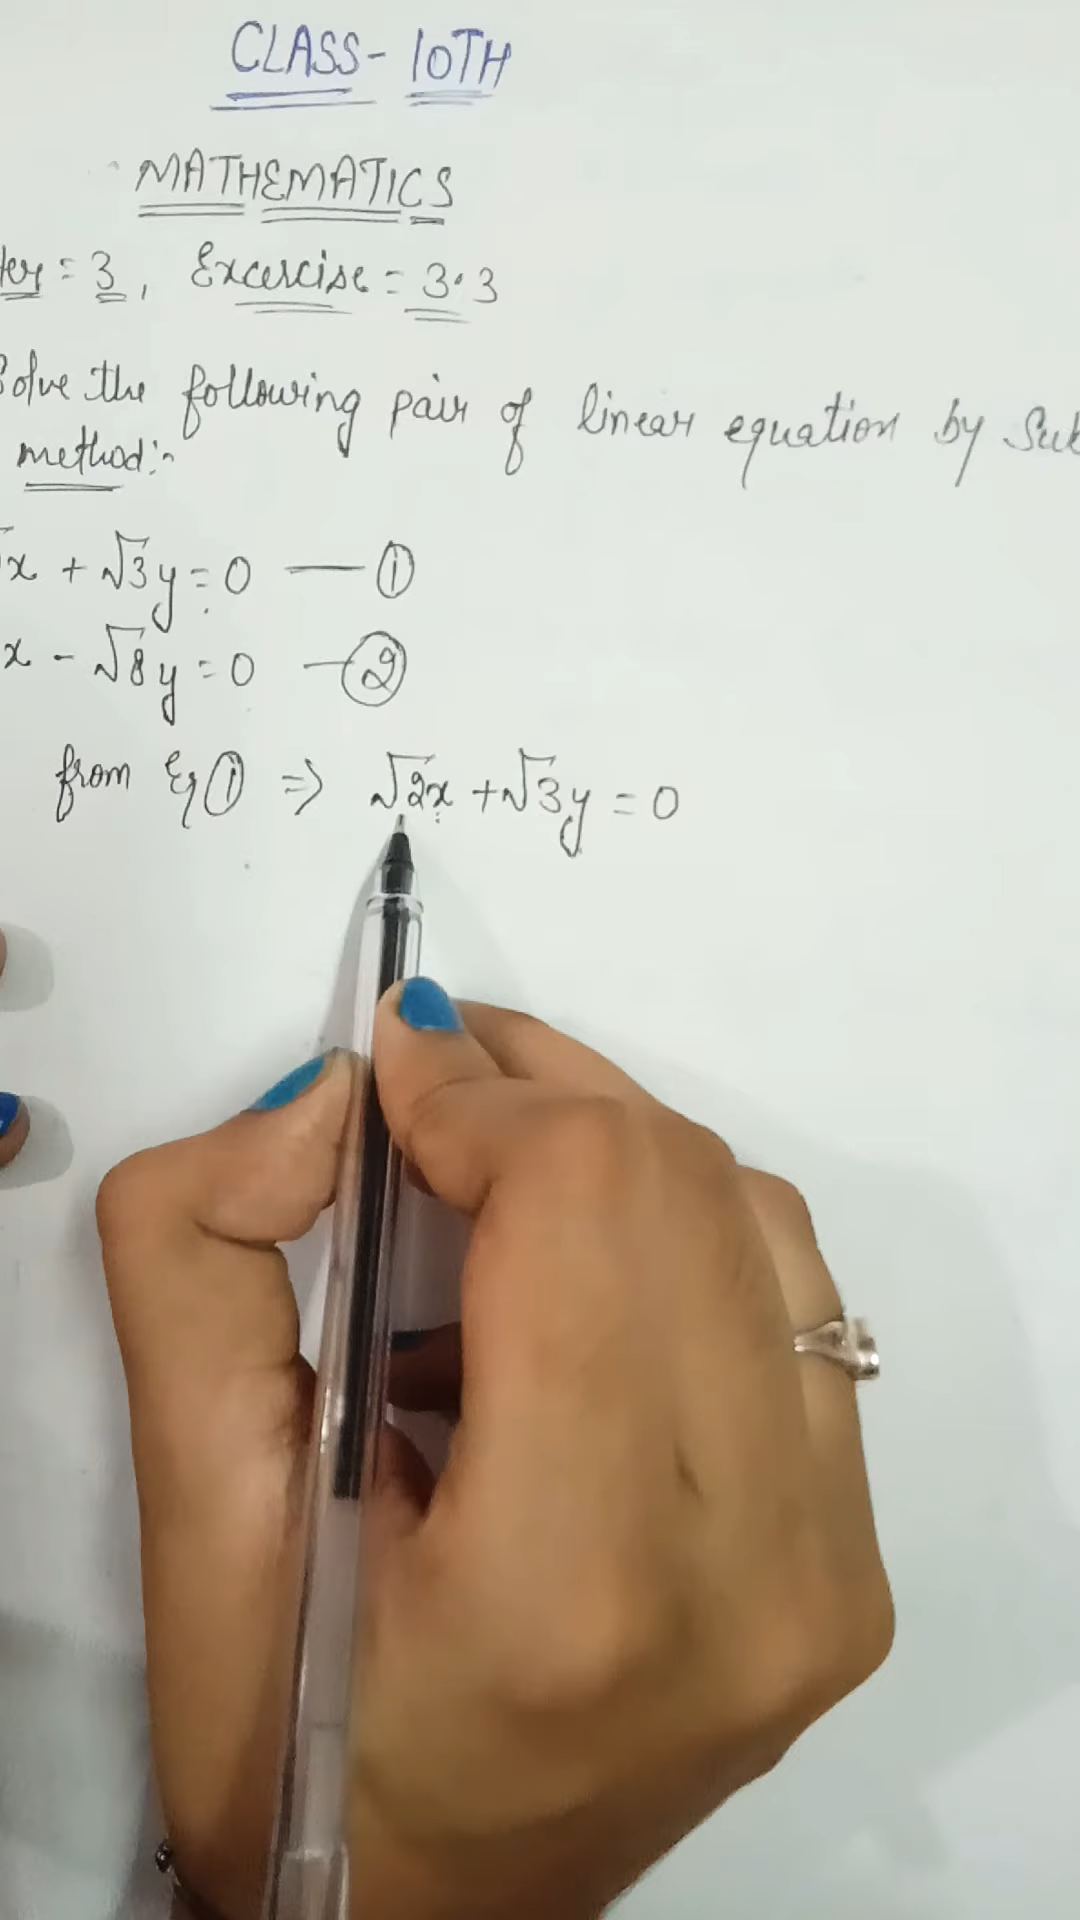 CLASS- 10TH
MATHEMATICS
= 3, Excercise = 3.3
Solve the following pair of linear equation by
method:-
x + √3y = 0 — ①
x - √8y = 0 — ②
from Eq ① ⇒ √2x + √3y = 0